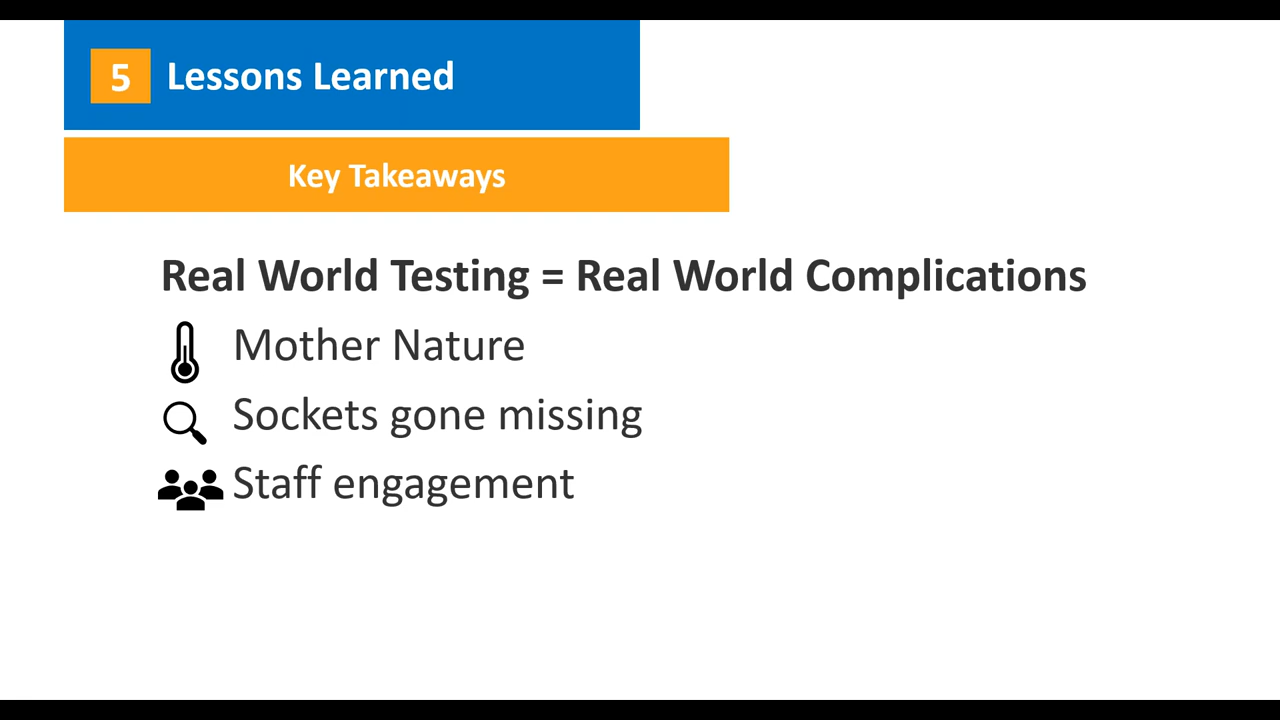 5 Lessons Learned
Key Takeaways
Real World Testing = Real World Complications
Mother Nature
Sockets gone missing
Staff engagement